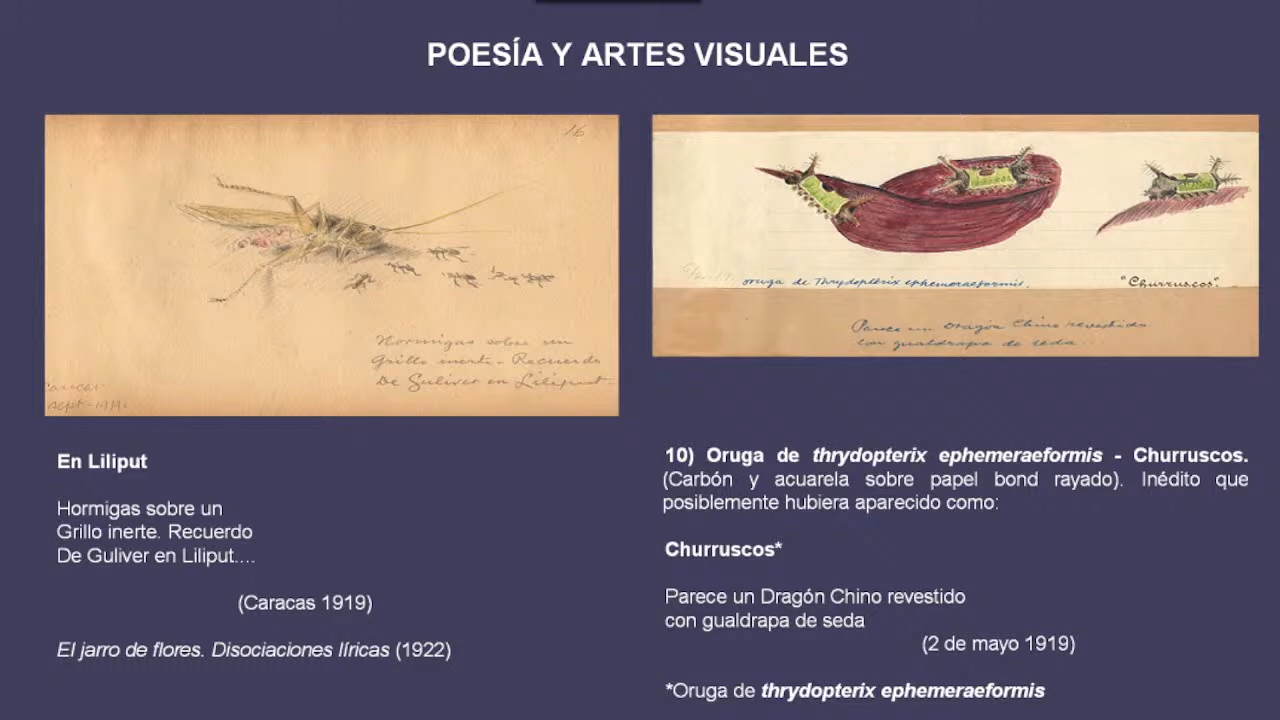 POESÍA Y ARTES VISUALES
16
Hormigas sobre un
Grillo inerte - Recuerdo
De Guliver en Liliput
Caracas
sept-1919.
oruga de Thrydoptérix ephemeraeformis.
"Churruscos".
Parece un Dragón Chino revestido
con gualdrapa de seda
En Liliput
Hormigas sobre un
Grillo inerte. Recuerdo
De Guliver en Liliput....
(Caracas 1919)
El jarro de flores. Disociaciones líricas (1922)
10) Oruga de thrydopterix ephemeraeformis - Churruscos.
(Carbón y acuarela sobre papel bond rayado). Inédito que
posiblemente hubiera aparecido como:
Churruscos*
Parece un Dragón Chino revestido
con gualdrapa de seda
(2 de mayo 1919)
*Oruga de thrydopterix ephemeraeformis